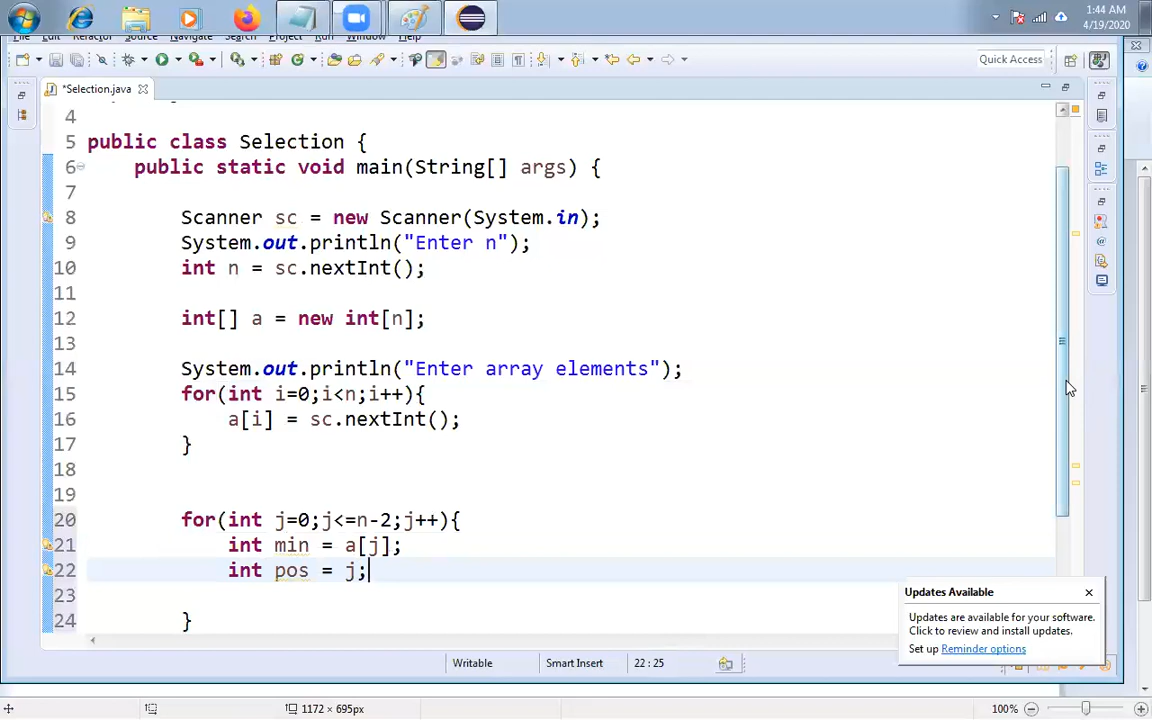 1:44 AM
4/19/2020
Edit Refactor Source Navigate Search Project Run Window Help
Quick Access
*Selection.java
4
5 public class Selection {
6 public static void main(String[] args) {
7
8 Scanner sc = new Scanner(System.in);
9 System.out.println("Enter n");
10 int n = sc.nextInt();
11
12 int[] a = new int[n];
13
14 System.out.println("Enter array elements");
15 for(int i=0;i<n;i++){
16 a[i] = sc.nextInt();
17 }
18
19
20 for(int j=0;j<=n-2;j++){
21 int min = a[j];
22 int pos = j;
23
24 }
Updates Available
Updates are available for your software.
Click to review and install updates.
Set up Reminder options
Writable Smart Insert 22 : 25
1172 × 695px 100%